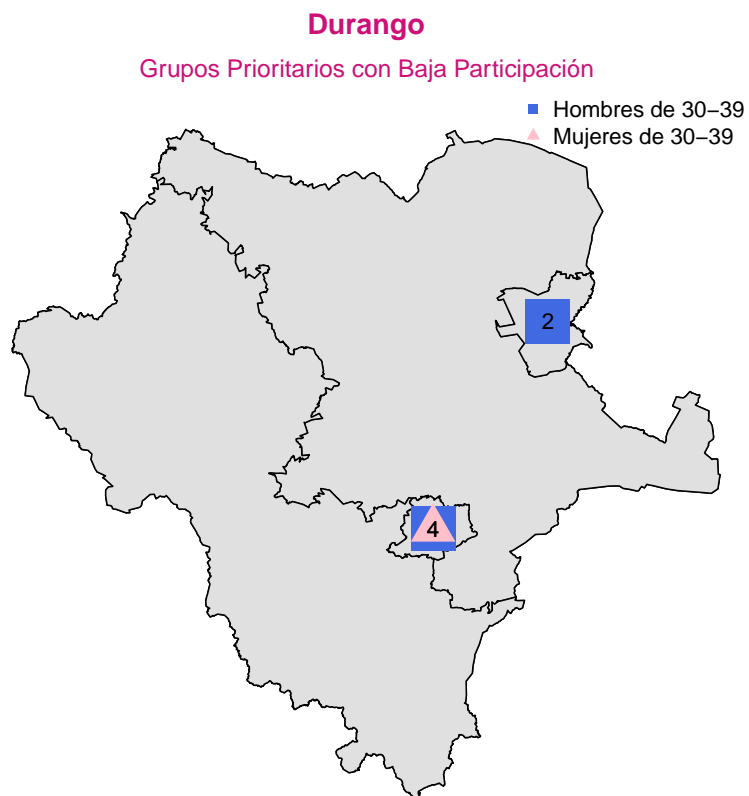 Durango
Grupos Prioritarios con Baja Participación
Hombres de 30−39
Mujeres de 30−39
2
4